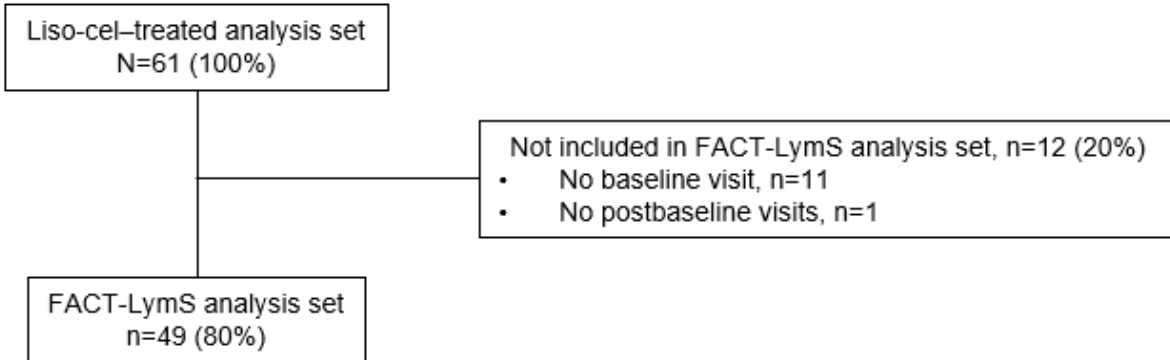 Liso-cel–treated analysis set
N=61 (100%)
Not included in FACT-LymS analysis set, n=12 (20%)
• No baseline visit, n=11
• No postbaseline visits, n=1
FACT-LymS analysis set
n=49 (80%)